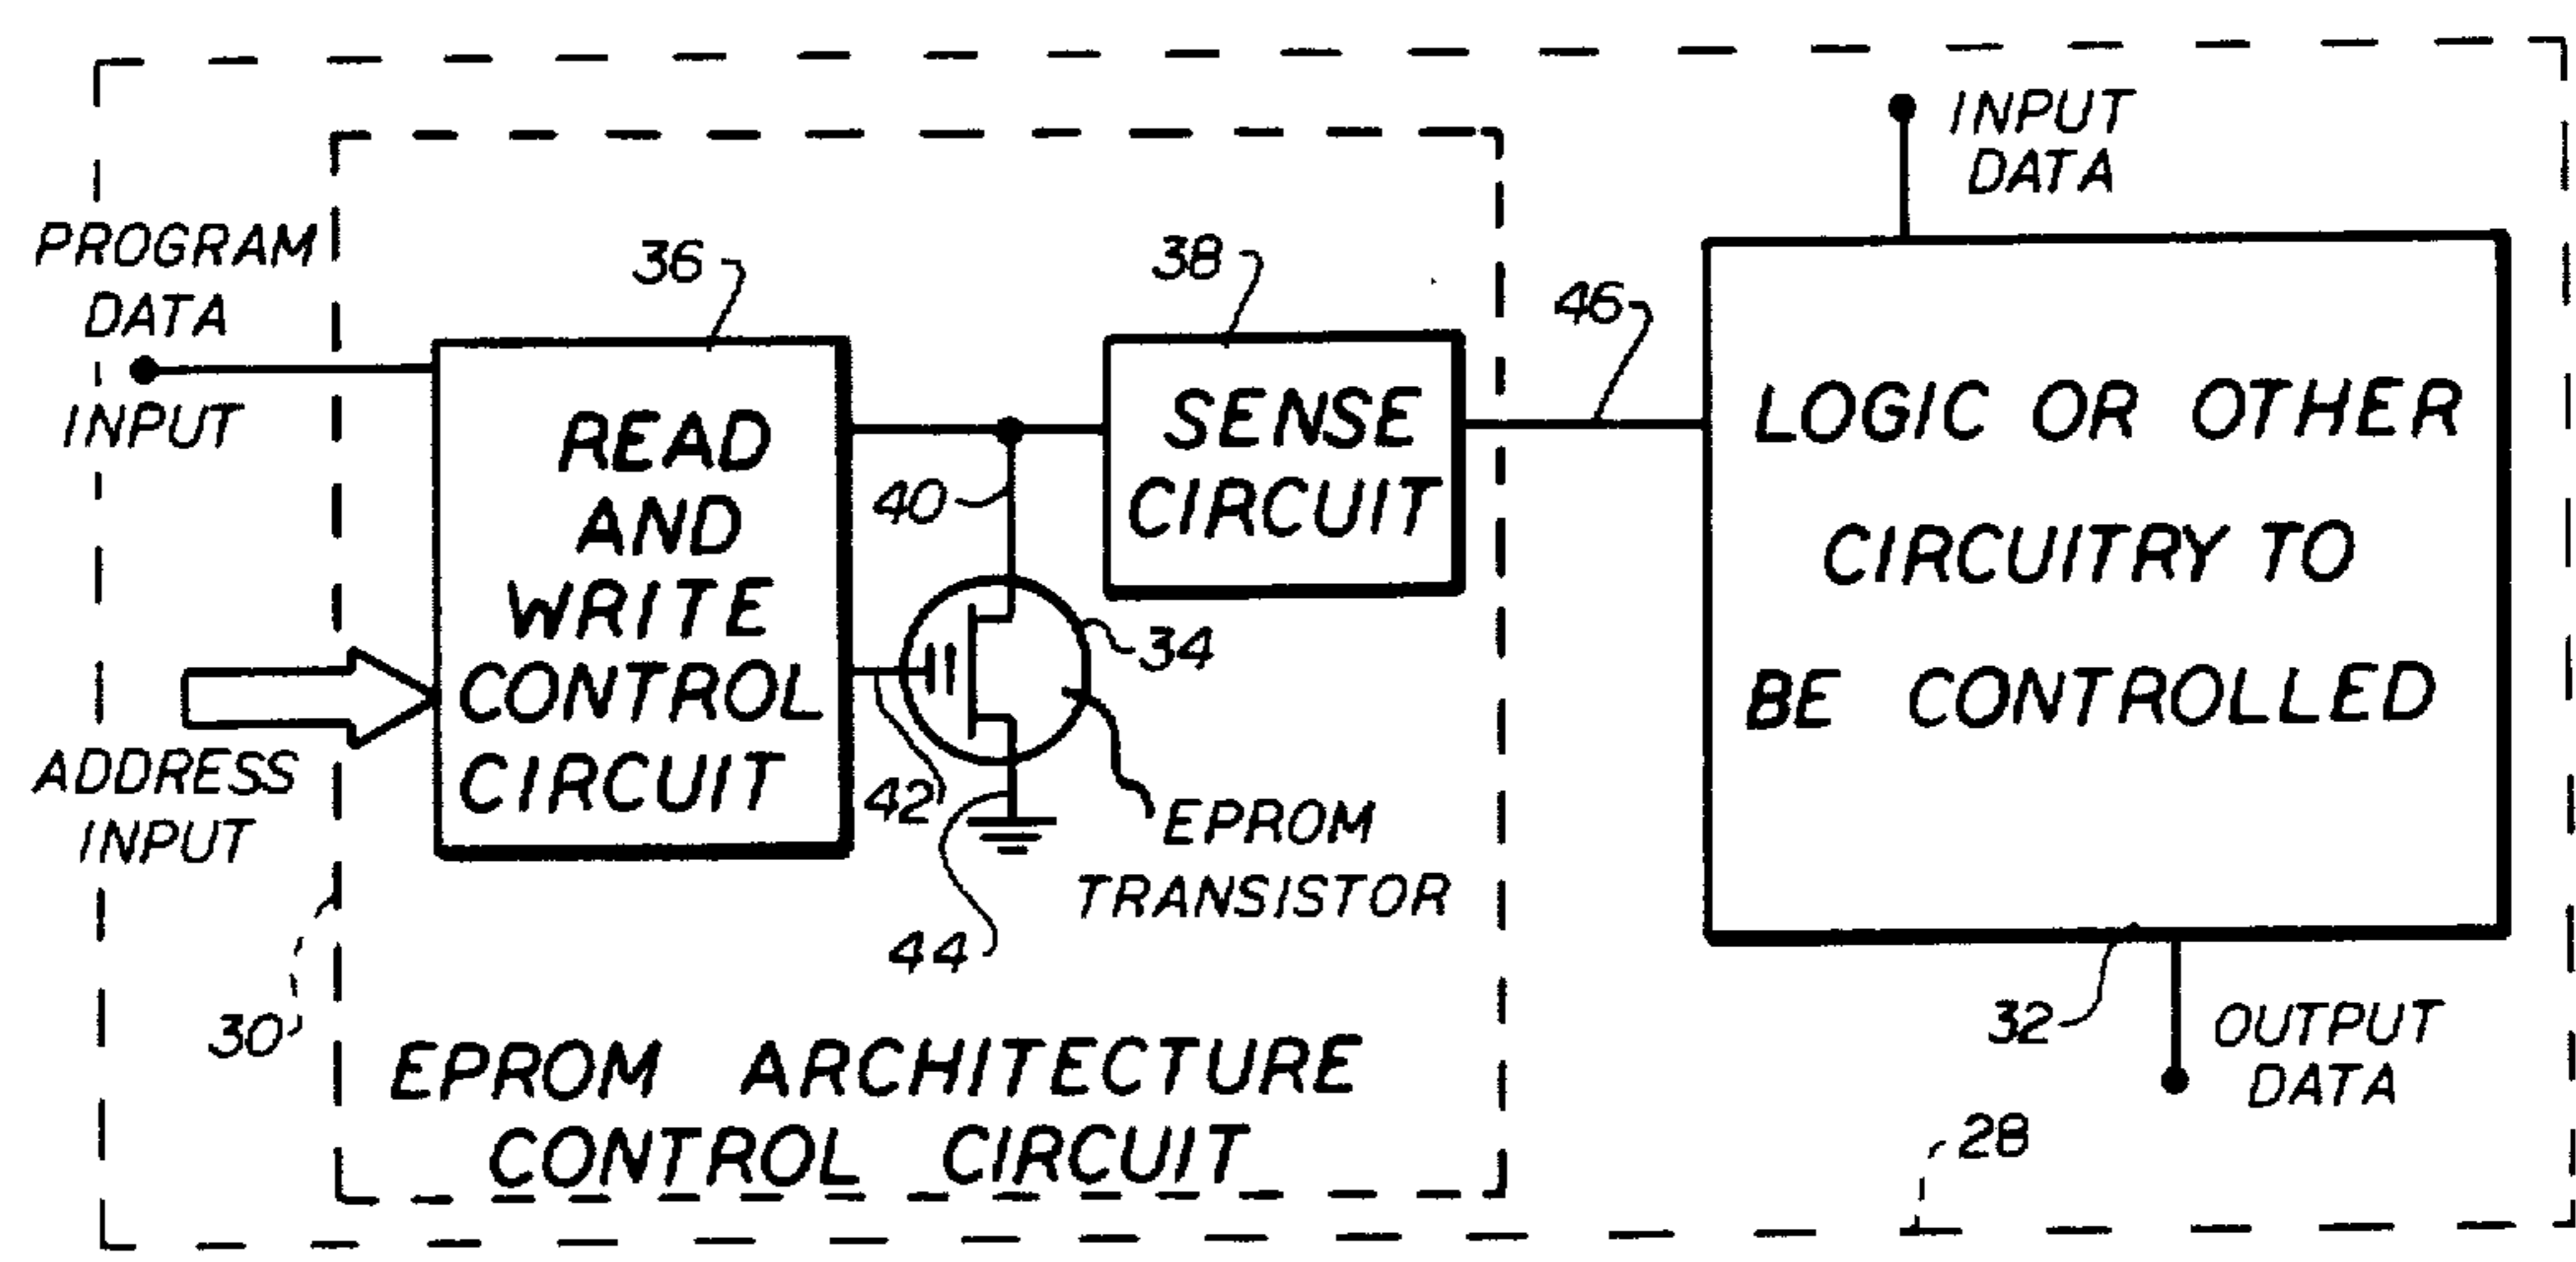 PROGRAM
DATA
INPUT
ADDRESS
INPUT
30
36
READ
AND
WRITE
CONTROL
CIRCUIT
38
SENSE
CIRCUIT
40
42
44
34
EPROM
TRANSISTOR
EPROM ARCHITECTURE
CONTROL CIRCUIT
46
INPUT
DATA
LOGIC OR OTHER
CIRCUITRY TO
BE CONTROLLED
32
OUTPUT
DATA
28